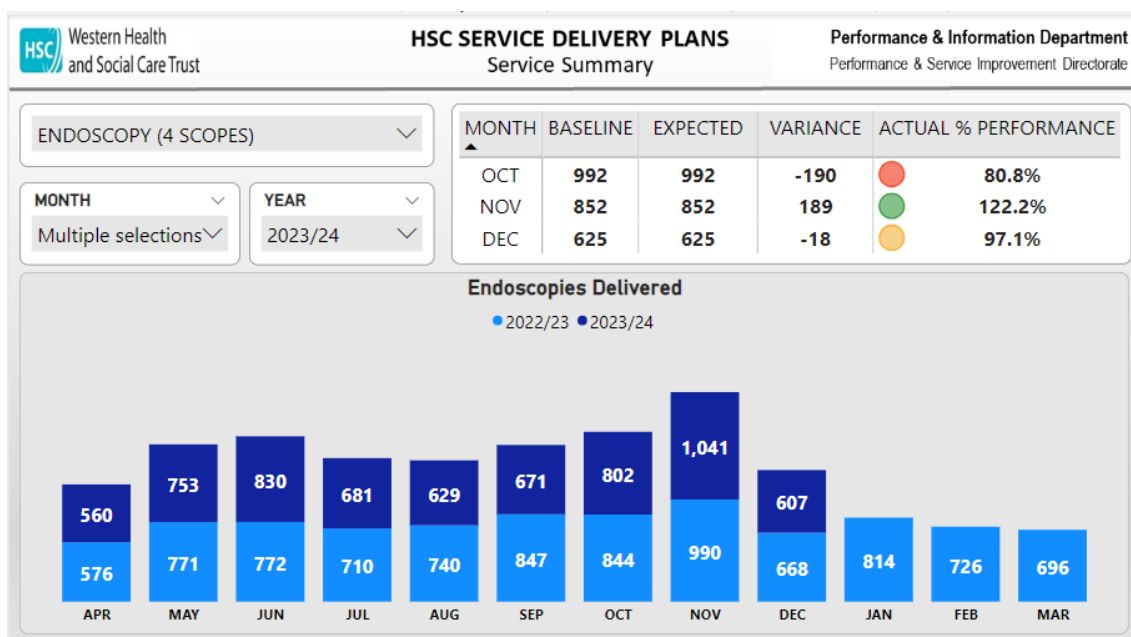 HSC
Western Health
and Social Care Trust
HSC SERVICE DELIVERY PLANS
Service Summary
Performance & Information Department
Performance & Service Improvement Directorate
ENDOSCOPY (4 SCOPES)
MONTH
Multiple selections
YEAR
2023/24
MONTH BASELINE EXPECTED VARIANCE ACTUAL % PERFORMANCE
OCT 992 992 -190 80.8%
NOV 852 852 189 122.2%
DEC 625 625 -18 97.1%
Endoscopies Delivered
2022/23 2023/24
560 753 830 681 629 671 802 1,041 607
576 771 772 710 740 847 844 990 668 814 726 696
APR MAY JUN JUL AUG SEP OCT NOV DEC JAN FEB MAR